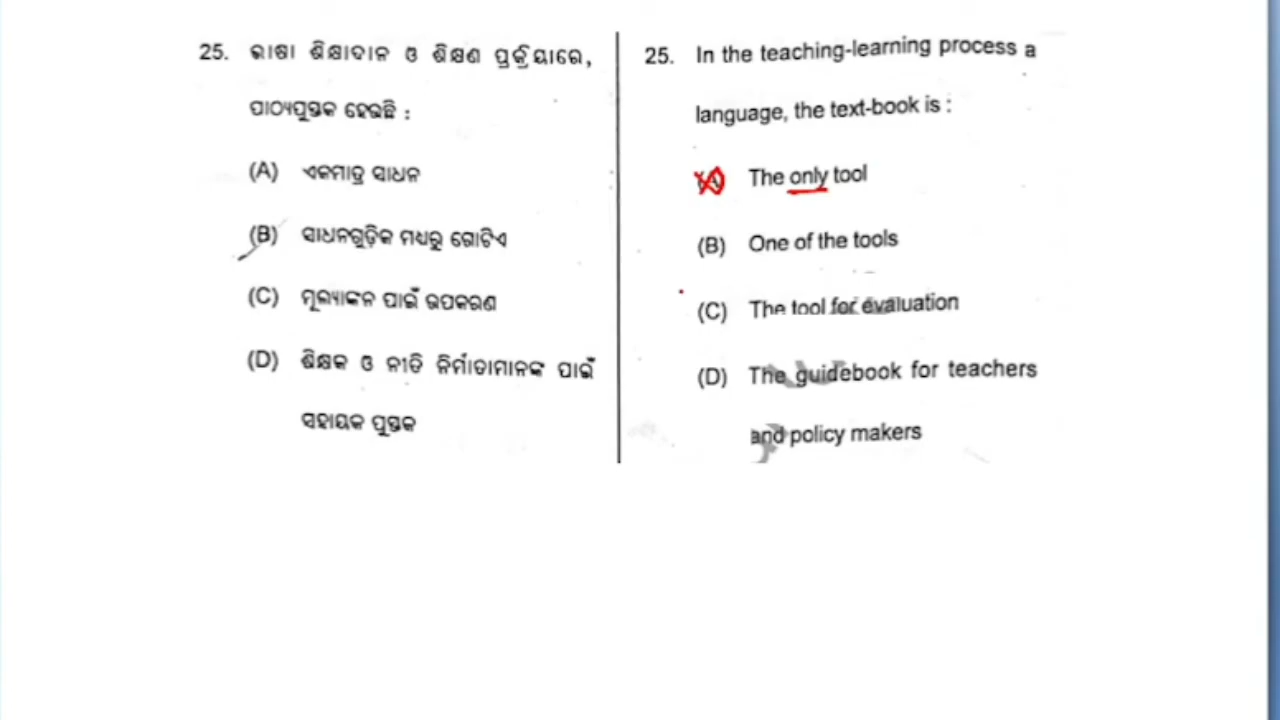 25. ଭାଷା ଶିକ୍ଷାଦାନ ଓ ଶିକ୍ଷଣ ପ୍ରକ୍ରିୟାରେ,
ପାଠ୍ୟପୁସ୍ତକ ହେଉଛି :
(A) ଏକମାତ୍ର ସାଧନ
(B) ସାଧନଗୁଡ଼ିକ ମଧ୍ୟରୁ ଗୋଟିଏ
(C) ମୂଲ୍ୟାଙ୍କନ ପାଇଁ ଉପକରଣ
(D) ଶିକ୍ଷକ ଓ ନୀତି ନିର୍ମାତାମାନଙ୍କ ପାଇଁ
ସହାୟକ ପୁସ୍ତକ
25. In the teaching-learning process a
language, the text-book is :
(A) The only tool
(B) One of the tools
(C) The tool for evaluation
(D) The guidebook for teachers
and policy makers